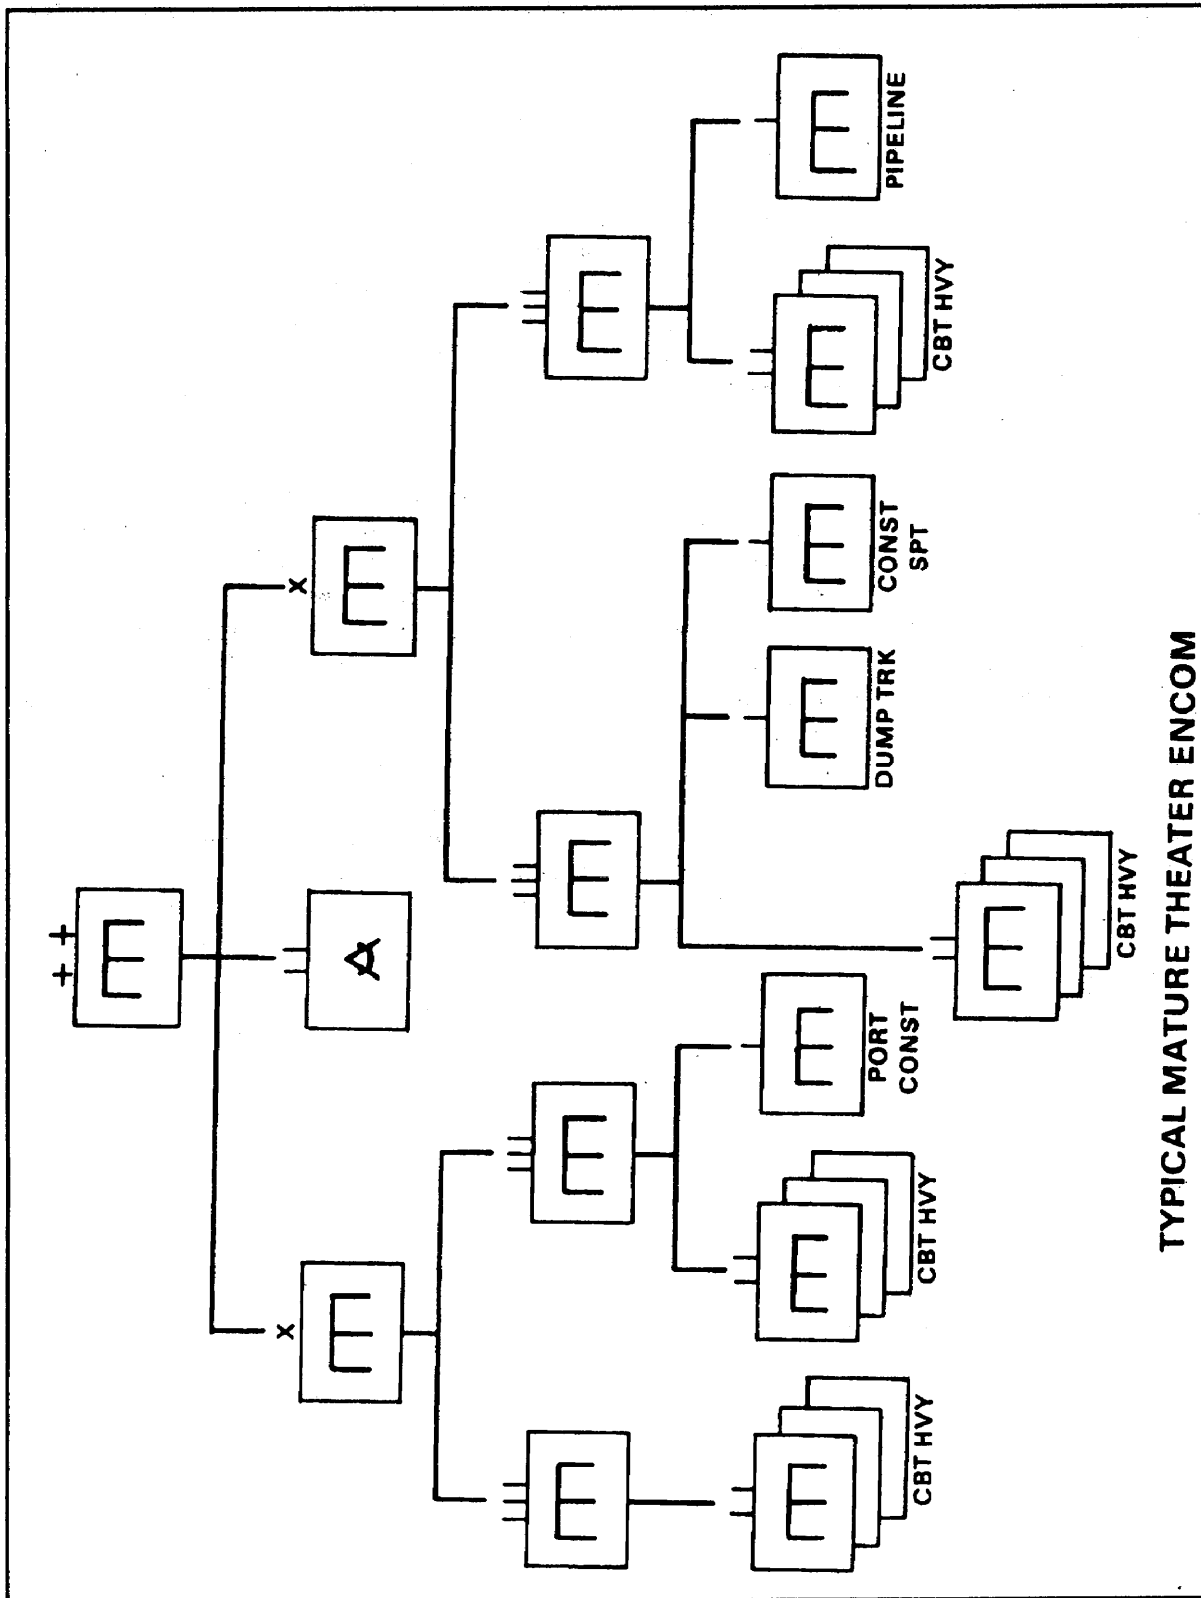 CBT HVY
CBT HVY
PORT
CONST
DUMP TRK
CONST
SPT
CBT HVY
PIPELINE
CBT HVY
TYPICAL MATURE THEATER ENCOM